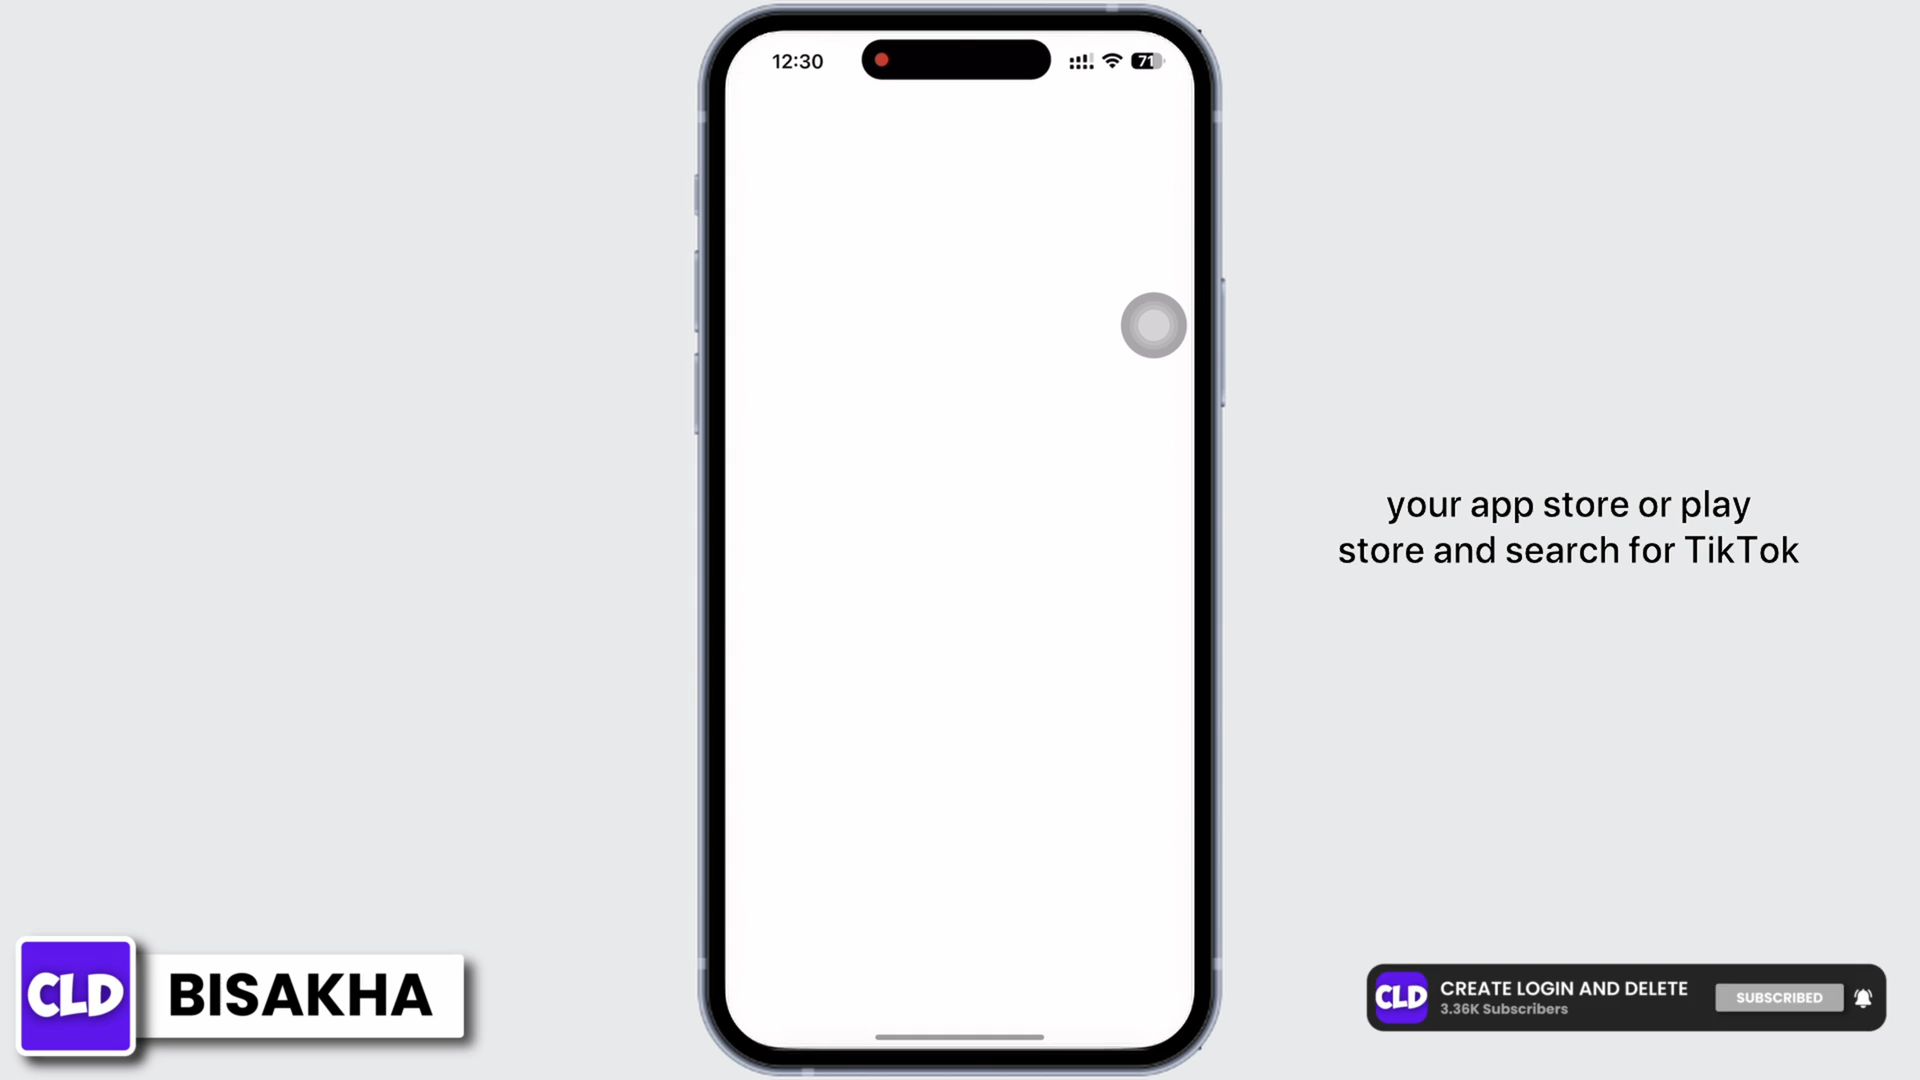 12:30
71
your app store or play
store and search for TikTok
CLD
BISAKHA
CLD
CREATE LOGIN AND DELETE
3.36K Subscribers
SUBSCRIBED